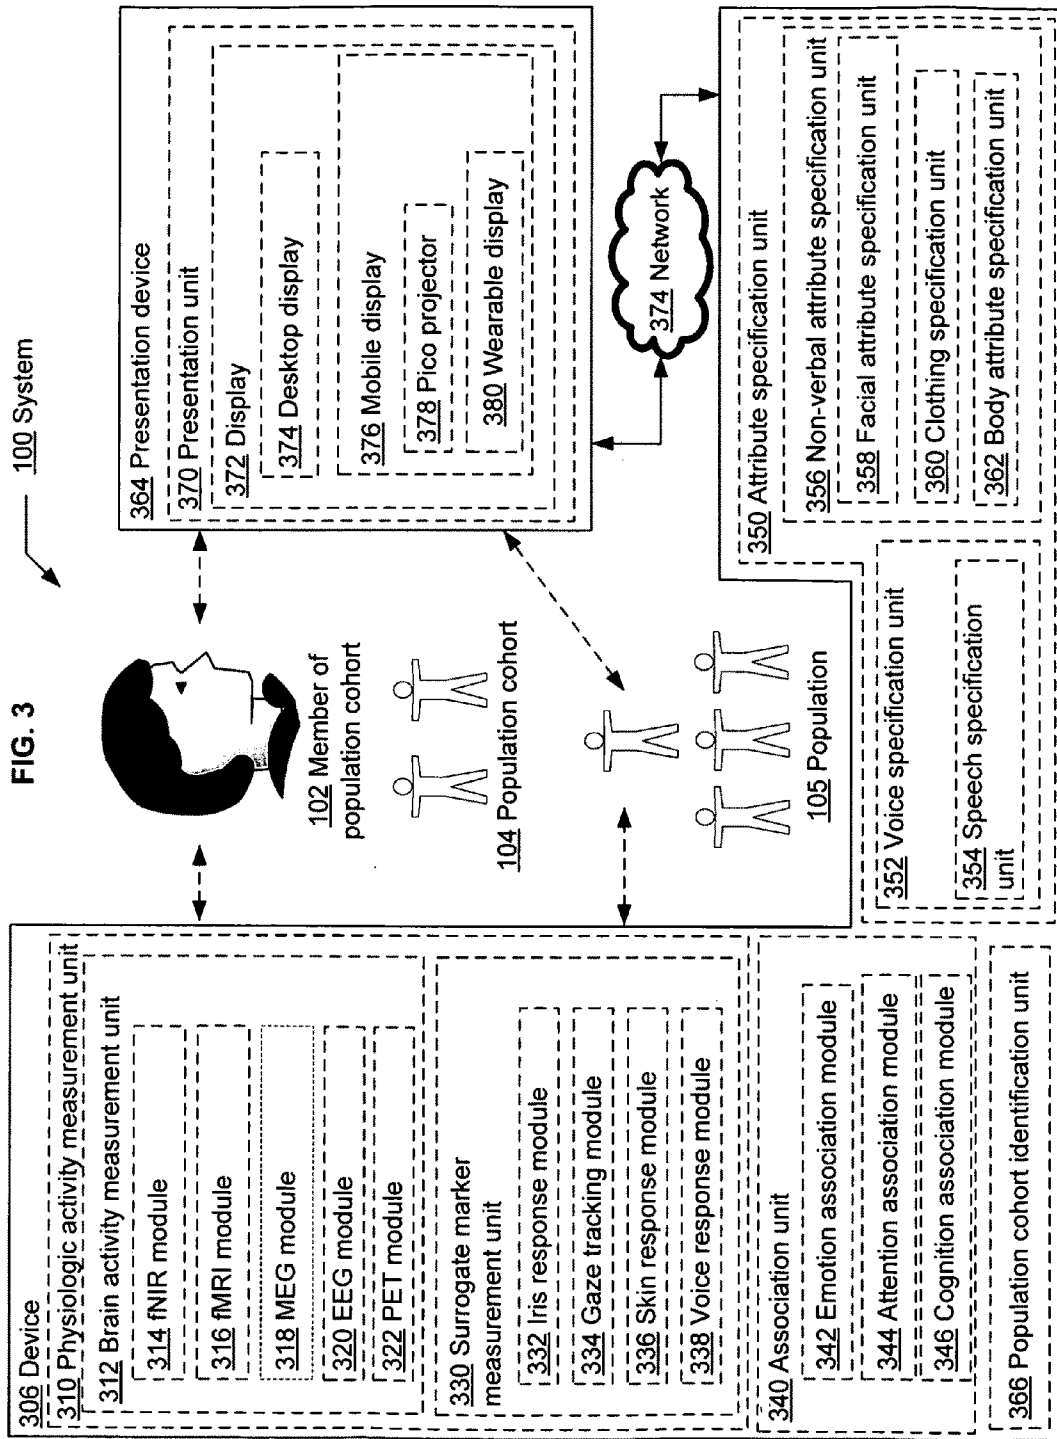 FIG. 3
100 System
306 Device
310 Physiologic activity measurement unit
312 Brain activity measurement unit
314 fNIR module
316 fMRI module
318 MEG module
320 EEG module
322 PET module
330 Surrogate marker
measurement unit
332 Iris response module
334 Gaze tracking module
336 Skin response module
338 Voice response module
340 Association unit
342 Emotion association module
344 Attention association module
346 Cognition association module
366 Population cohort identification unit
102 Member of
population cohort
104 Population cohort
105 Population
364 Presentation device
370 Presentation unit
372 Display
374 Desktop display
376 Mobile display
378 Pico projector
380 Wearable display
374 Network
350 Attribute specification unit
352 Voice specification unit
354 Speech specification
unit
356 Non-verbal attribute specification unit
358 Facial attribute specification unit
360 Clothing specification unit
362 Body attribute specification unit